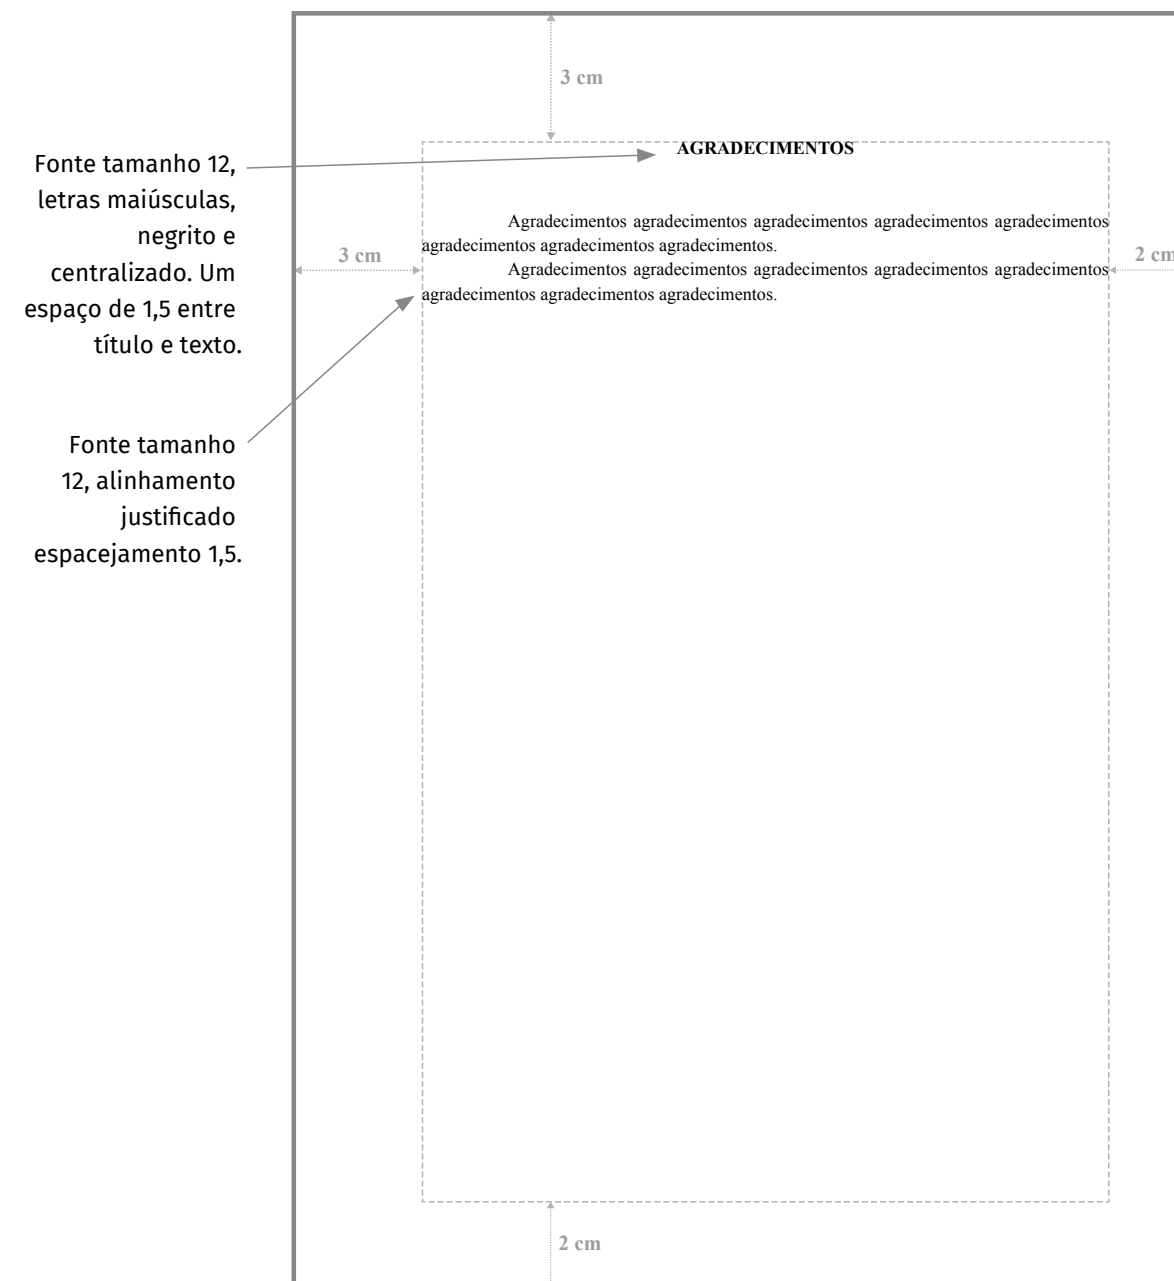 3 cm
AGRADECIMENTOS
Fonte tamanho 12,
letras maiúsculas,
negrito e
centralizado. Um
espaço de 1,5 entre
título e texto.
Agradecimentos agradecimentos agradecimentos agradecimentos agradecimentos
agradecimentos agradecimentos agradecimentos.
Agradecimentos agradecimentos agradecimentos agradecimentos agradecimentos
agradecimentos agradecimentos agradecimentos.
3 cm
2 cm
Fonte tamanho
12, alinhamento
justificado
espacejamento 1,5.
2 cm